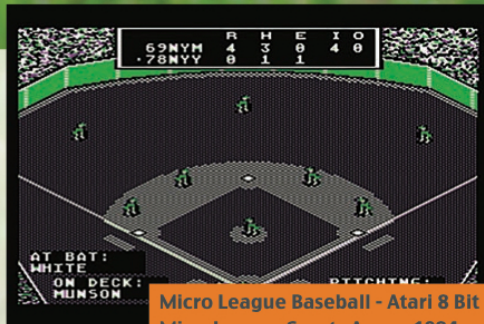 R H E I O
69NYM 4 3 0 4 0
·78NYY 0 1 1
AT BAT:
WHITE
ON DECK:
MUNSON
PITCHING:
Micro League Baseball - Atari 8 Bit